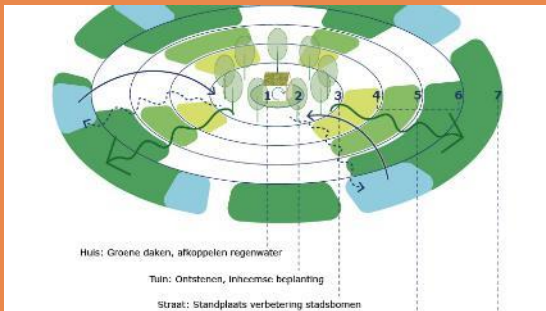 1 2 3 4 5 6 7
Huis: Groene daken, afkoppelen regenwater
Tuin: Ontstenen, inheemse beplanting
Straat: Standplaats verbetering stadsbomen